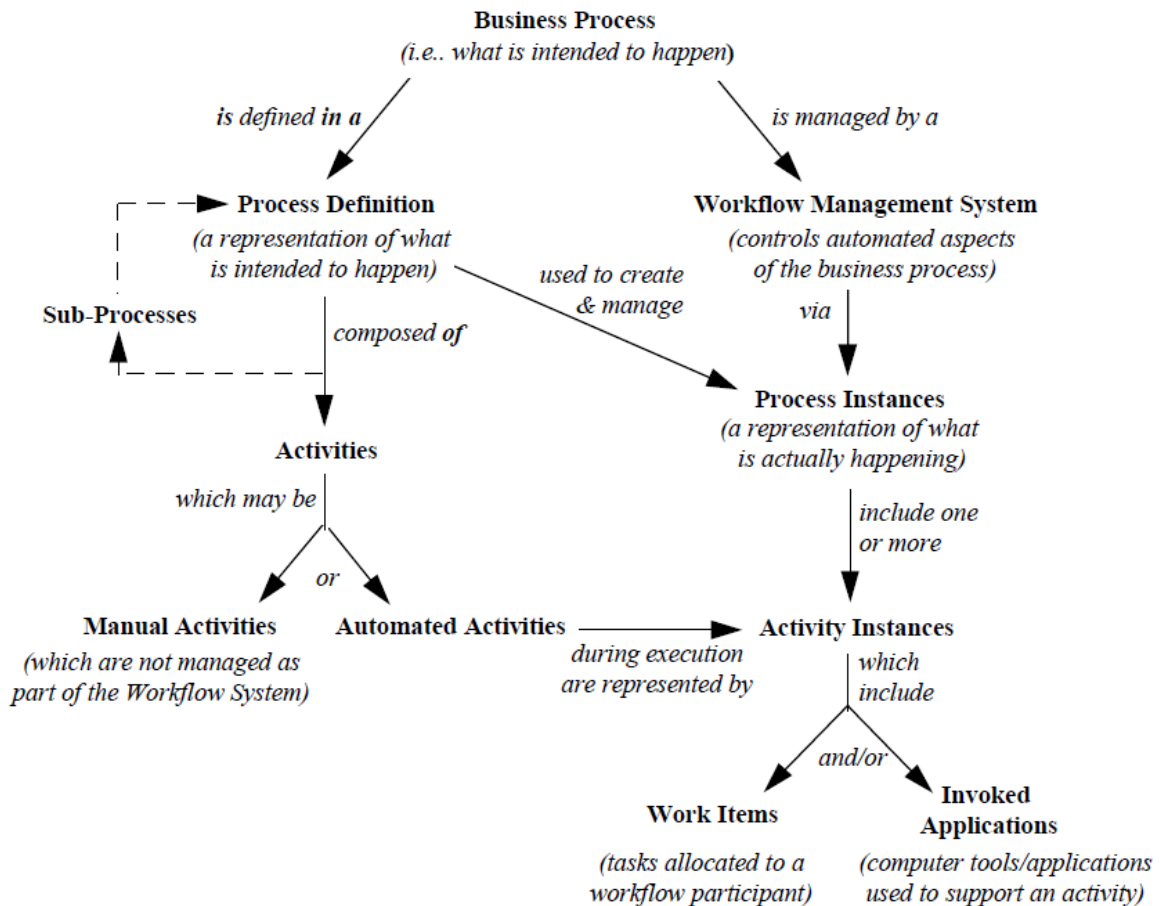 Business Process
(i.e.. what is intended to happen)
is defined in a
is managed by a
Process Definition
(a representation of what
is intended to happen)
Workflow Management System
(controls automated aspects
of the business process)
used to create
& manage
via
Sub-Processes
composed of
Process Instances
(a representation of what
is actually happening)
Activities
which may be
include one
or more
or
Manual Activities
(which are not managed as
part of the Workflow System)
Automated Activities
during execution
are represented by
Activity Instances
which
include
and/or
Work Items
(tasks allocated to a
workflow participant)
Invoked
Applications
(computer tools/applications
used to support an activity)